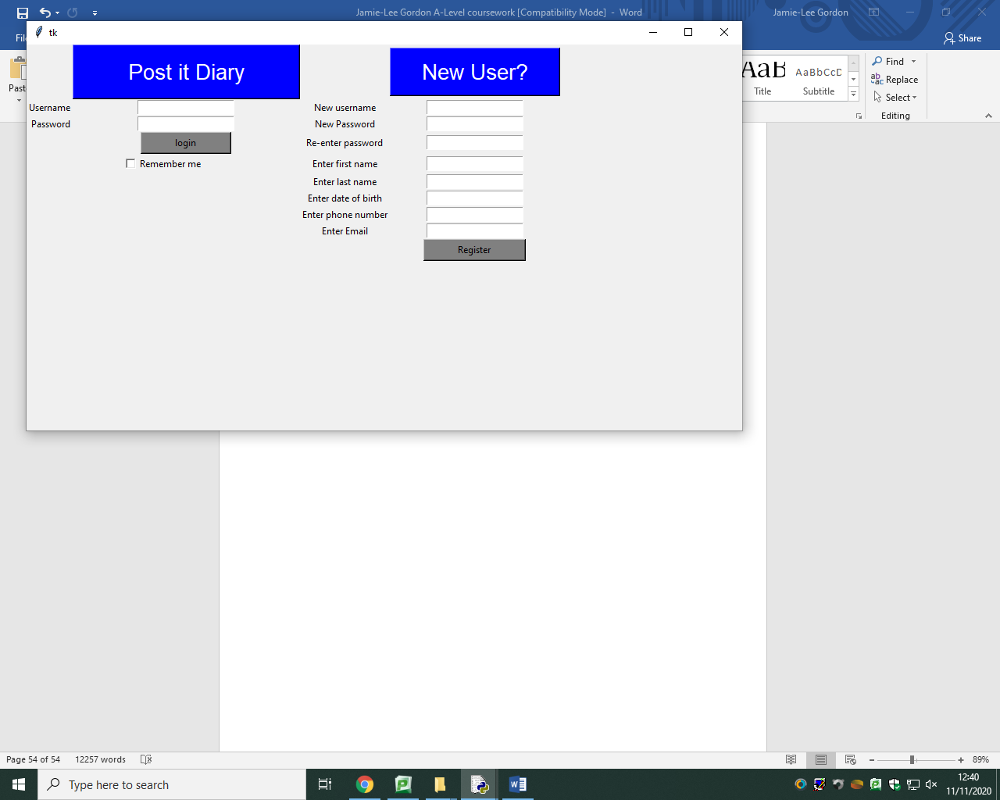 Jamie-Lee Gordon A-Level coursework [Compatibility Mode] - Word
Jamie-Lee Gordon
Share
tk
Post it Diary
New User?
Username
Password
login
Remember me
New username
New Password
Re-enter password
Enter first name
Enter last name
Enter date of birth
Enter phone number
Enter Email
Register
Title
AaBbCcD
Subtitle
Find
Replace
Select
Editing
Page 54 of 54 12257 words
89%
Type here to search
12:40
11/11/2020